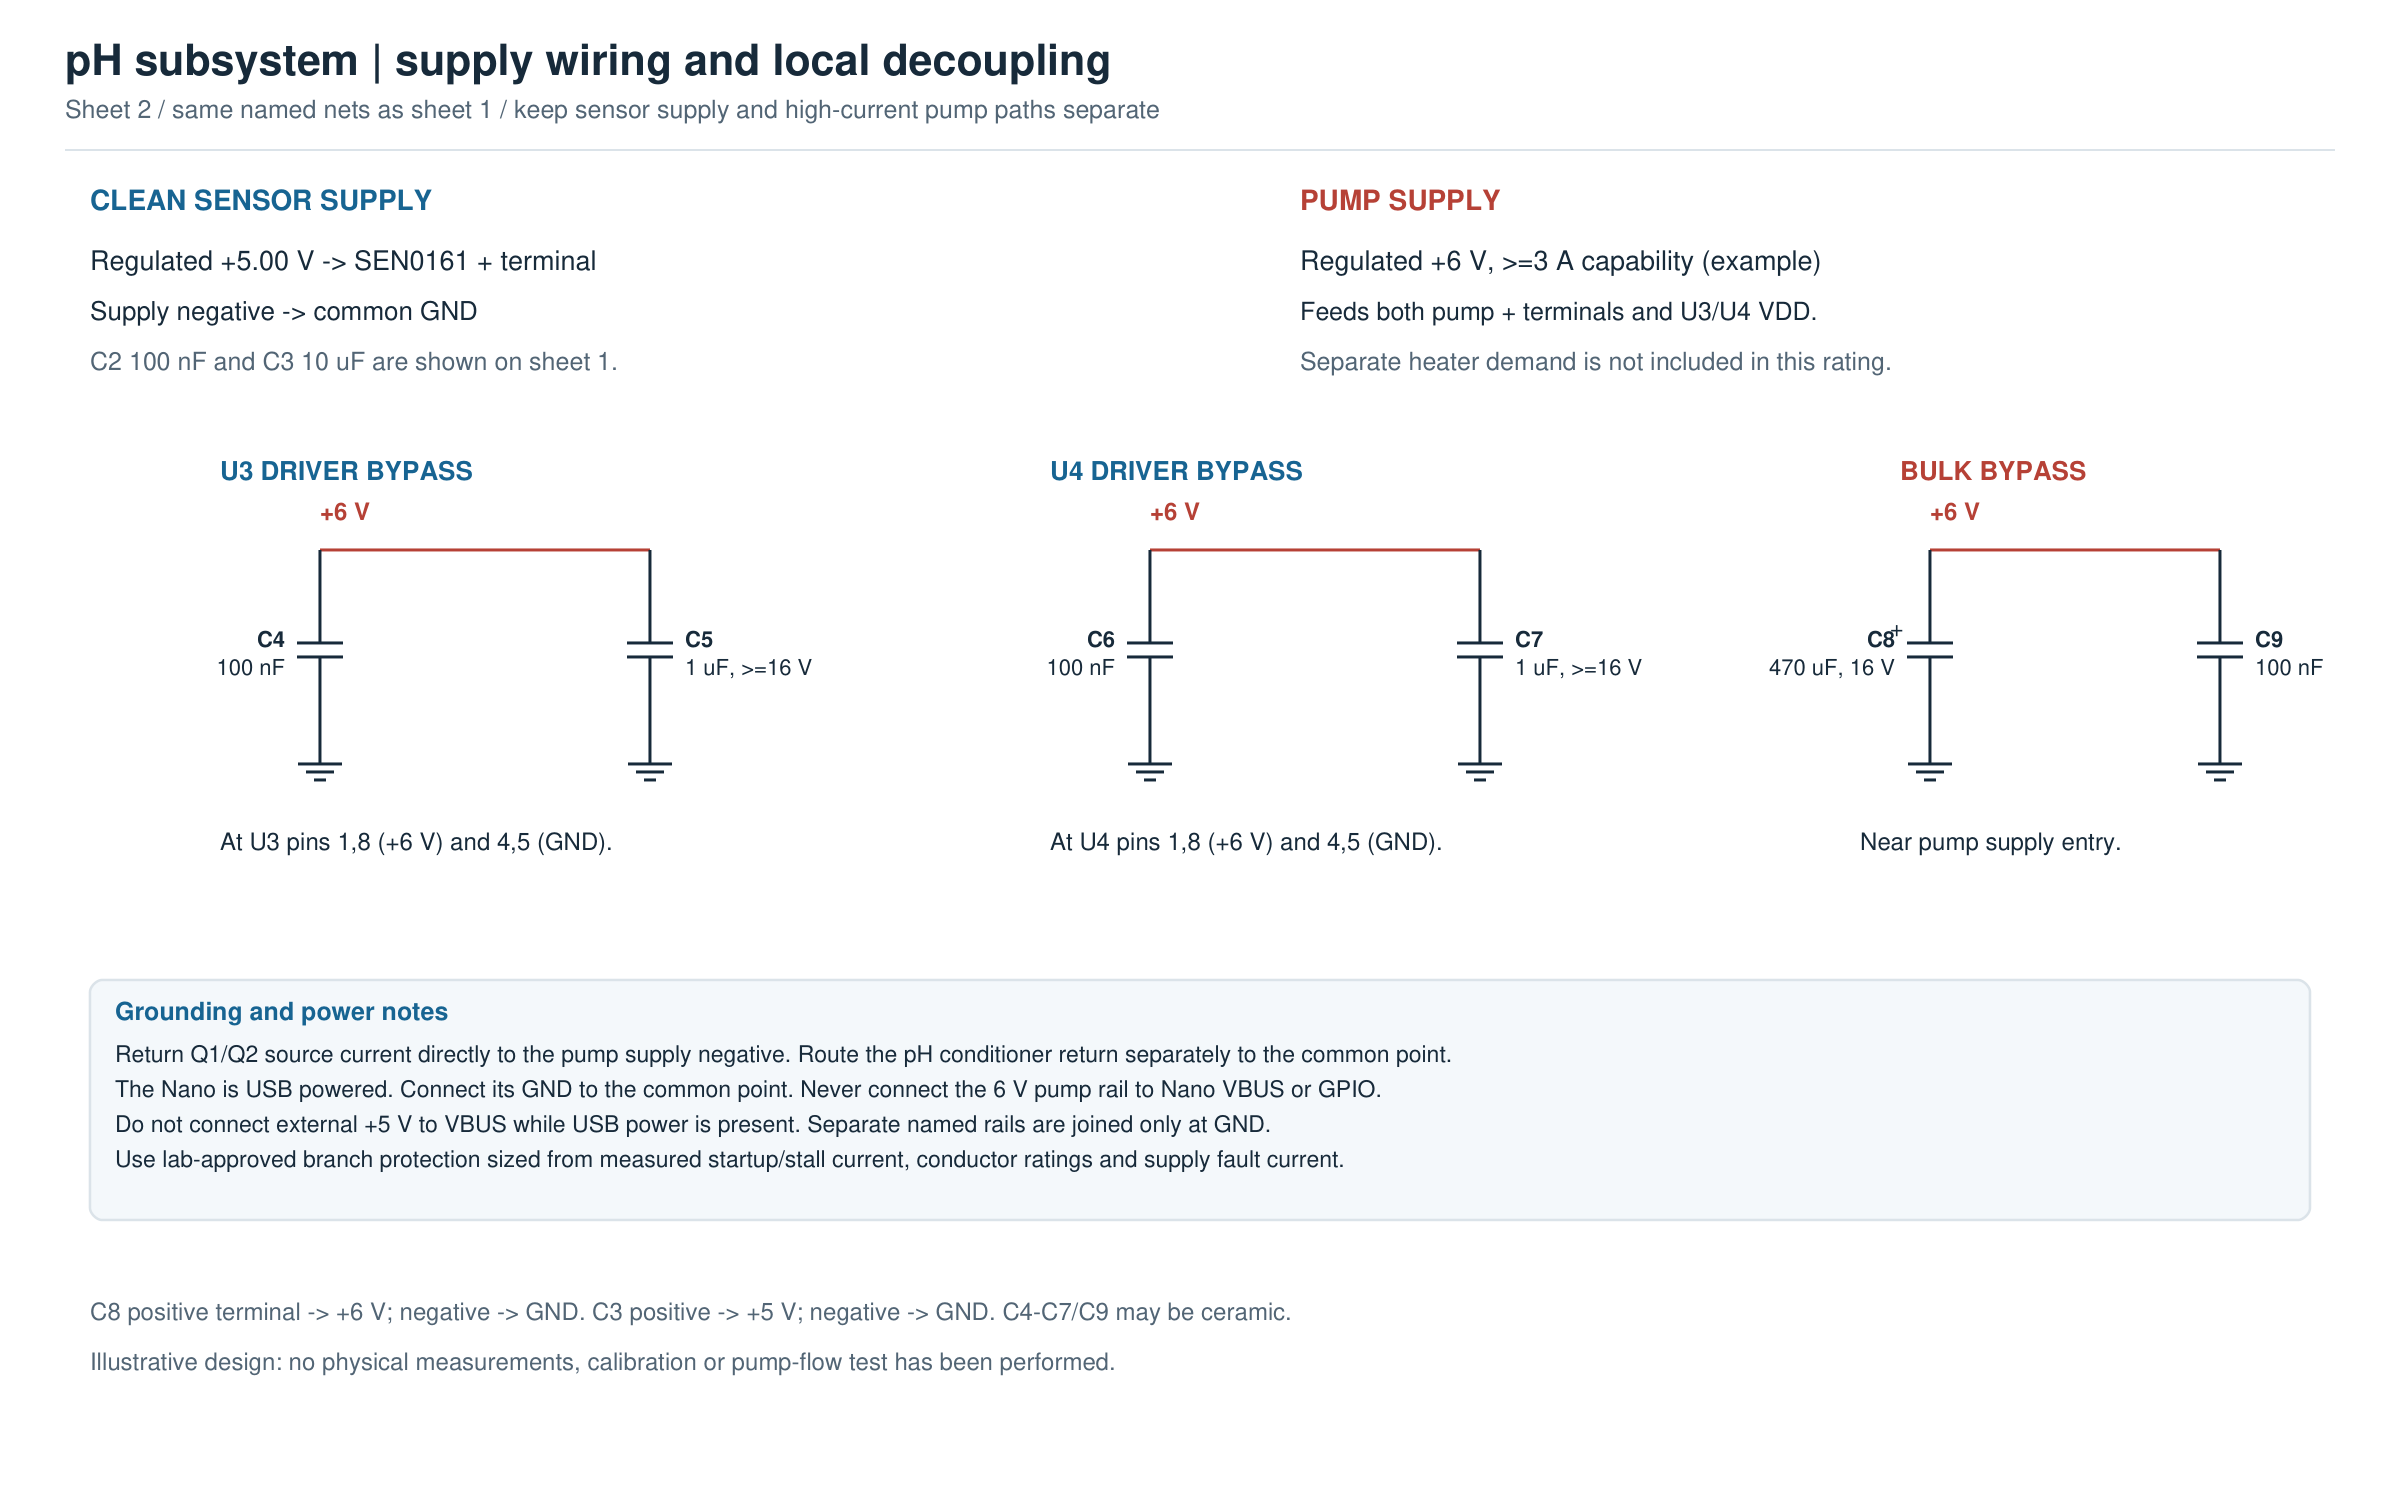 pH subsystem | supply wiring and local decoupling
Sheet 2 / same named nets as sheet 1 / keep sensor supply and high-current pump paths separate
CLEAN SENSOR SUPPLY
Regulated +5.00 V -> SEN0161 + terminal
Supply negative -> common GND
C2 100 nF and C3 10 uF are shown on sheet 1.
PUMP SUPPLY
Regulated +6 V, >=3 A capability (example)
Feeds both pump + terminals and U3/U4 VDD.
Separate heater demand is not included in this rating.
U3 DRIVER BYPASS
+6 V
C4
100 nF
C5
1 uF, >=16 V
At U3 pins 1,8 (+6 V) and 4,5 (GND).
U4 DRIVER BYPASS
+6 V
C6
100 nF
C7
1 uF, >=16 V
At U4 pins 1,8 (+6 V) and 4,5 (GND).
BULK BYPASS
+6 V
C8
+
470 uF, 16 V
C9
100 nF
Near pump supply entry.
Grounding and power notes
Return Q1/Q2 source current directly to the pump supply negative. Route the pH conditioner return separately to the common point.
The Nano is USB powered. Connect its GND to the common point. Never connect the 6 V pump rail to Nano VBUS or GPIO.
Do not connect external +5 V to VBUS while USB power is present. Separate named rails are joined only at GND.
Use lab-approved branch protection sized from measured startup/stall current, conductor ratings and supply fault current.
C8 positive terminal -> +6 V; negative -> GND. C3 positive -> +5 V; negative -> GND. C4-C7/C9 may be ceramic.
Illustrative design: no physical measurements, calibration or pump-flow test has been performed.